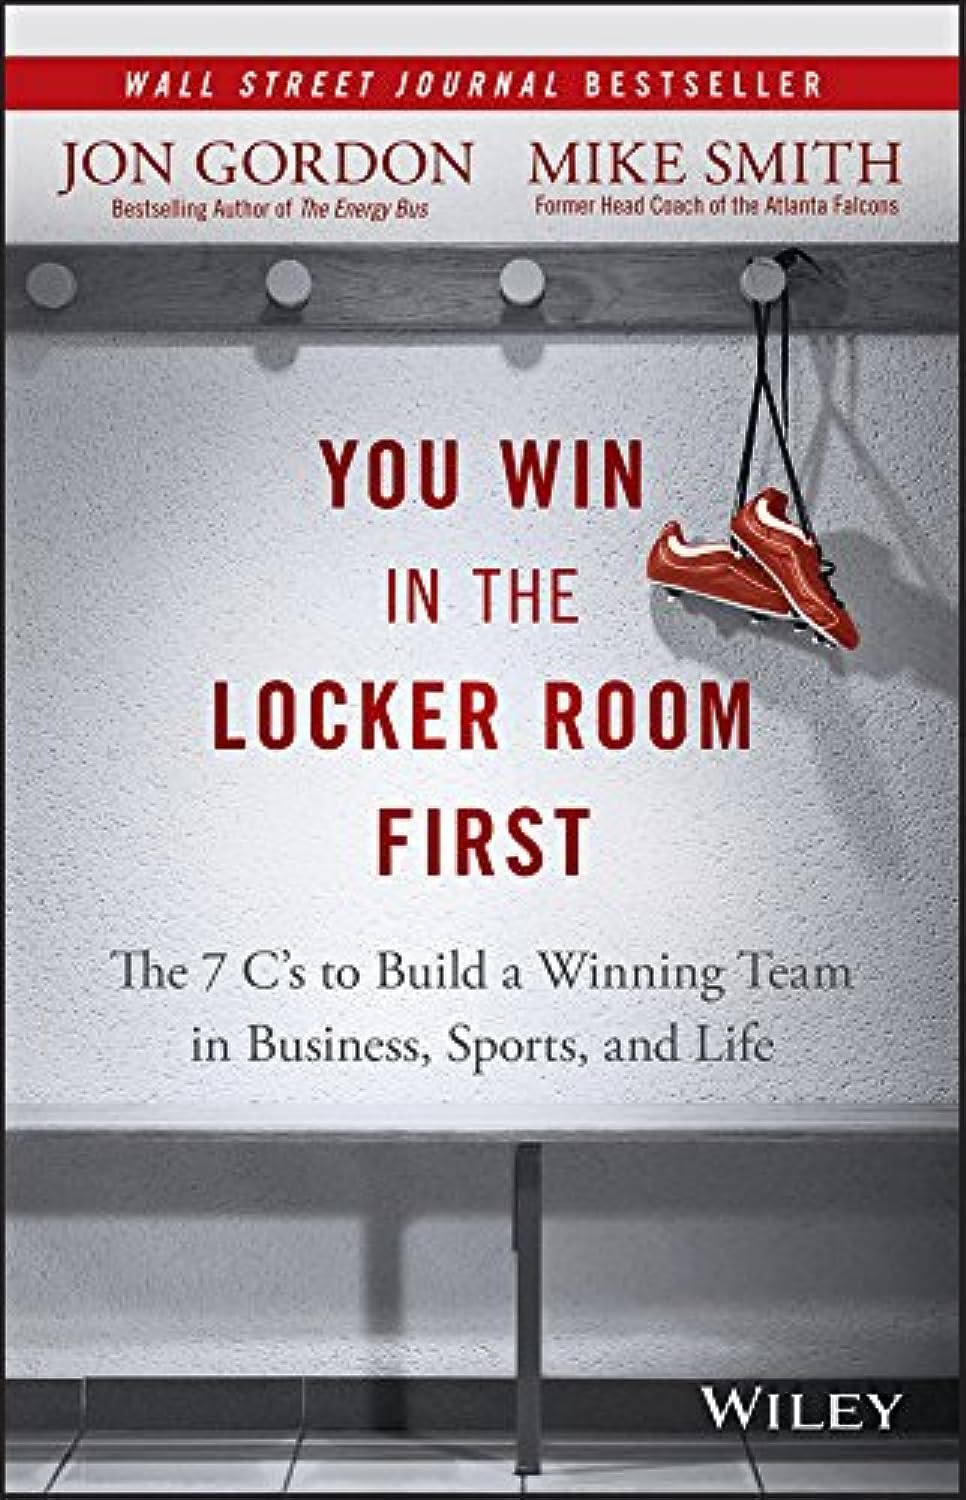 WALL STREET JOURNAL BESTSELLER
JON GORDON
Bestselling Author of The Energy Bus
MIKE SMITH
Former Head Coach of the Atlanta Falcons
YOU WIN
IN THE
LOCKER ROOM
FIRST
The 7 C's to Build a Winning Team
in Business, Sports, and Life
WILEY